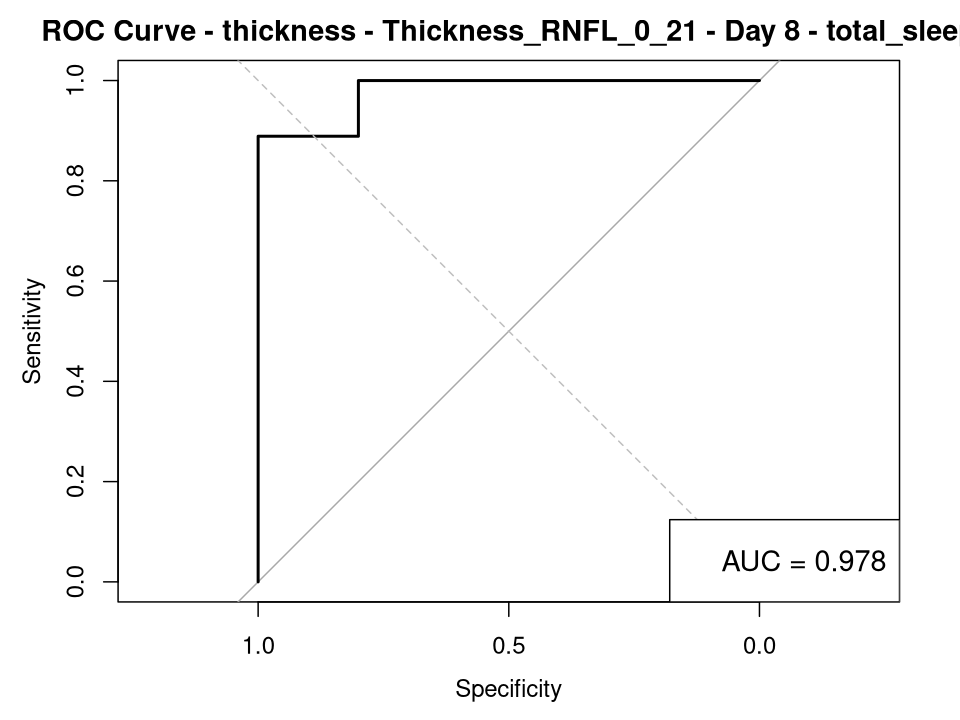 ROC Curve - thickness - Thickness_RNFL_0_21 - Day 8 - total_sleep
1.0
0.8
0.6
0.4
0.2
0.0
Sensitivity
AUC = 0.978
1.0 0.5 0.0
Specificity